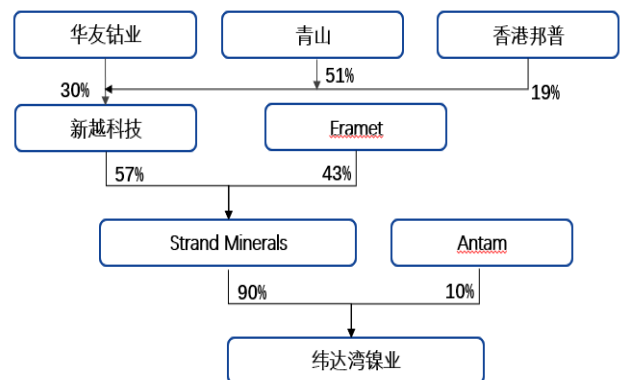 华友钴业
青山
香港邦普
30%
51%
19%
新越科技
Eramet
57%
43%
Strand Minerals
Antam
90%
10%
纬达湾镍业